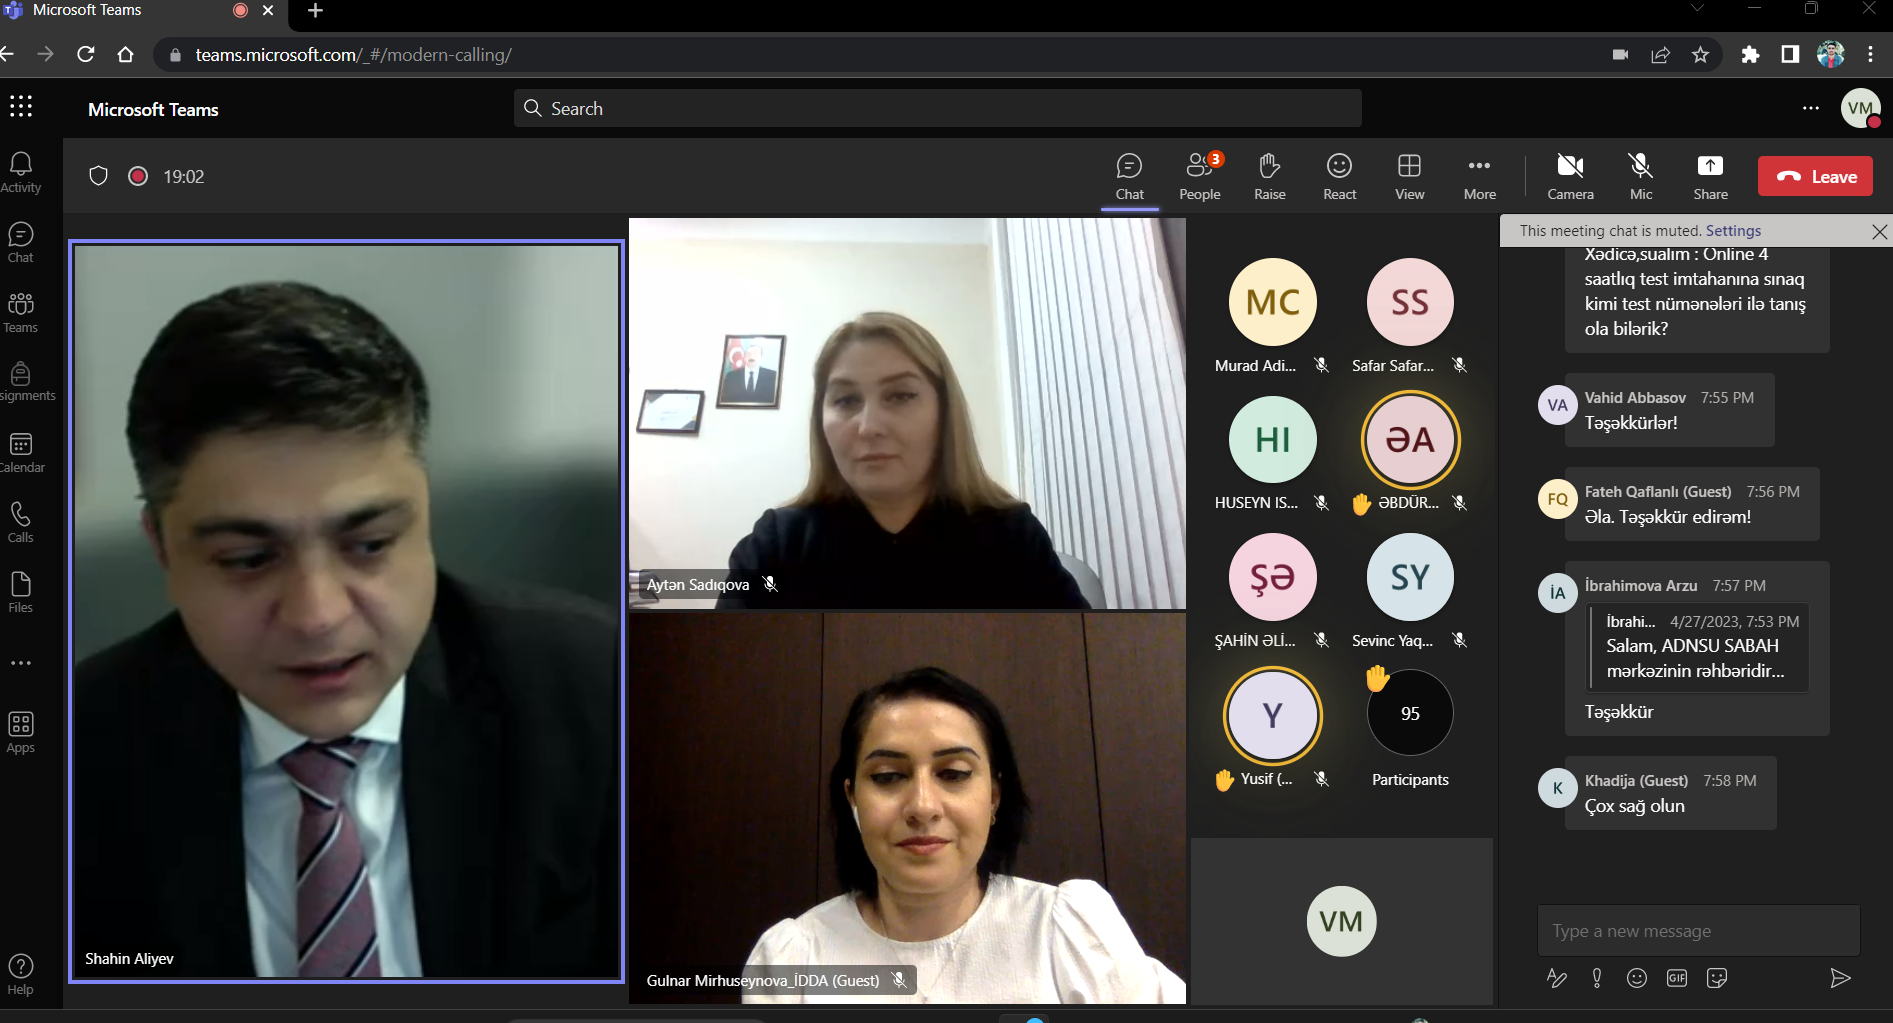 Microsoft Teams
teams.microsoft.com/_#/modern-calling/
Microsoft Teams
Search
VM
19:02
Chat
People
3
Raise
React
View
More
Camera
Mic
Share
Leave
Activity
Chat
Teams
signments
Calendar
Calls
Files
Apps
Help
Shahin Aliyev
Aytən Sadıqova
Gulnar Mirhuseynova_İDDA (Guest)
MC
Murad Adi...
SS
Safar Safar...
HI
HUSEYN IS...
ƏA
ƏBDÜR...
ŞƏ
ŞAHİN ƏLİ...
SY
Sevinc Yaq...
Y
Yusif (...
95
Participants
VM
This meeting chat is muted. Settings
Xədicə,sualım : Online 4
saatlıq test imtahanına sınaq
kimi test nümənələri ilə tanış
ola bilərik?
VA
Vahid Abbasov 7:55 PM
Təşəkkürlər!
FQ
Fateh Qaflanlı (Guest) 7:56 PM
Əla. Təşəkkür edirəm!
İA
İbrahimova Arzu 7:57 PM
İbrahi... 4/27/2023, 7:53 PM
Salam, ADNSU SABAH
mərkəzinin rəhbəridir...
Təşəkkür
K
Khadija (Guest) 7:58 PM
Çox sağ olun
Type a new message
GIF